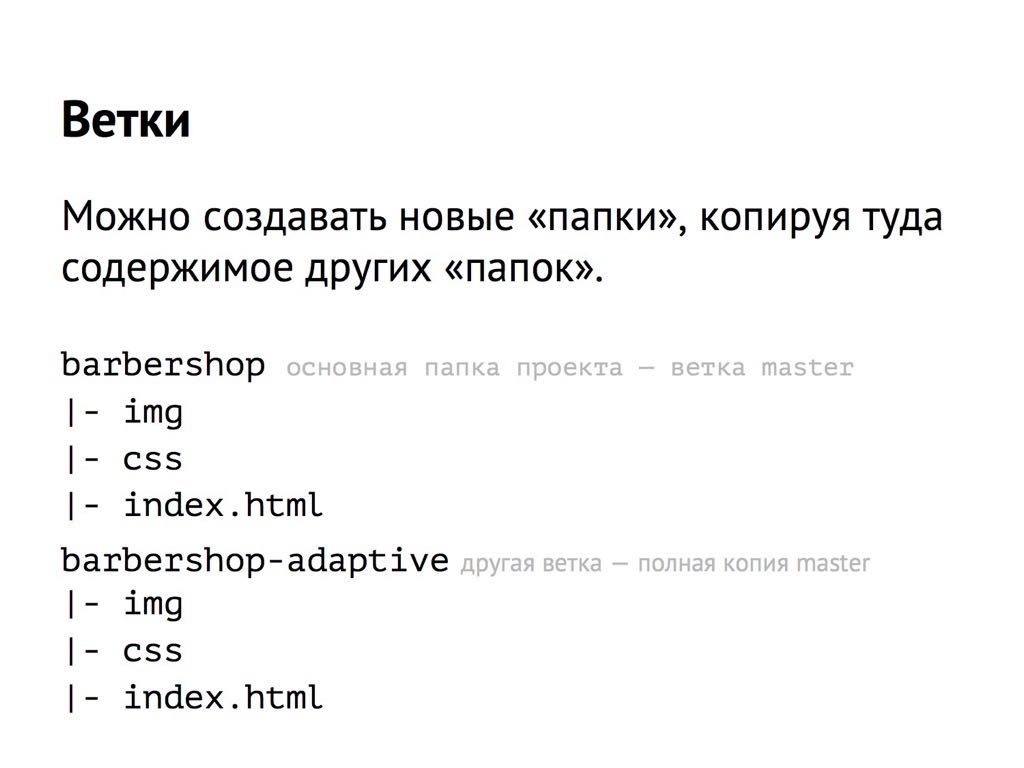 Ветки
Можно создавать новые «папки», копируя туда
содержимое других «папок».
barbershop основная папка проекта — ветка master
|- img
|- css
|- index.html
barbershop-adaptive другая ветка — полная копия master
|- img
|- css
|- index.html